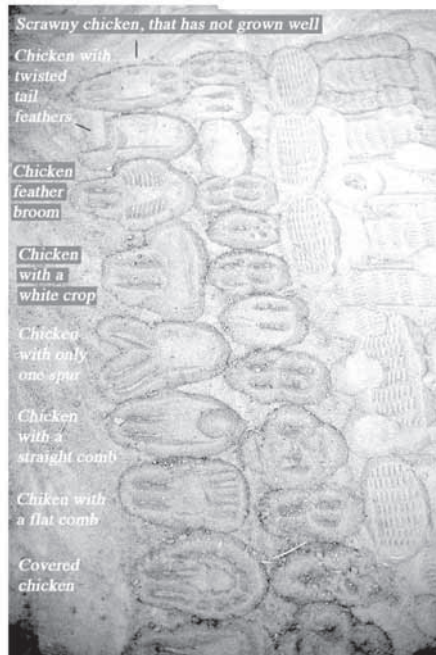 Scrawny chicken, that has not grown well
Chicken with
twisted
tail
feathers
Chicken
feather
broom
Chicken
with a
white crop
Chicken
with only
one spur
Chicken
with a
straight comb
Chiken with
a flat comb
Covered
chicken